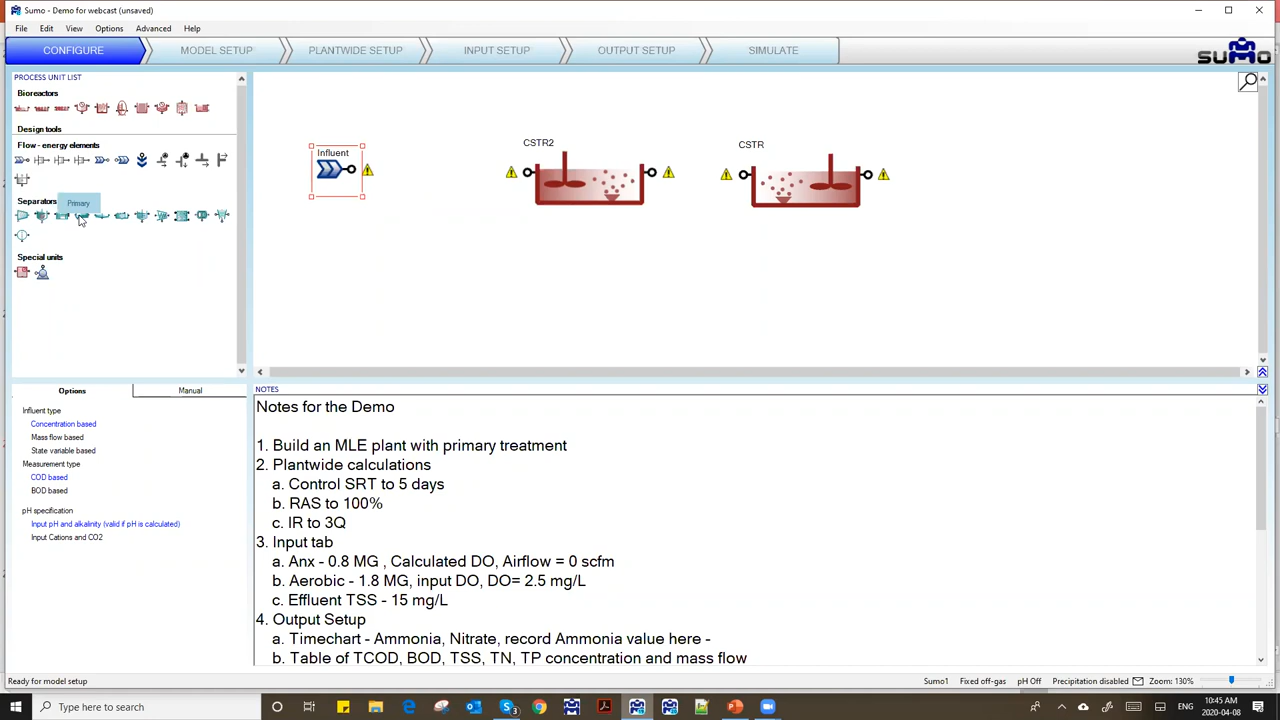 Sumo - Demo for webcast (unsaved)
File Edit View Options Advanced Help
CONFIGURE MODEL SETUP PLANTWIDE SETUP INPUT SETUP OUTPUT SETUP SIMULATE
sumo
PROCESS UNIT LIST
Bioreactors
Design tools
Flow - energy elements
Primary
Separators
Special units
Influent
CSTR2
CSTR
Options Manual
Influent type
Concentration based
Mass flow based
State variable based
Measurement type
COD based
BOD based
pH specification
Input pH and alkalinity (valid if pH is calculated)
Input Cations and CO2
NOTES
Notes for the Demo
1. Build an MLE plant with primary treatment
2. Plantwide calculations
a. Control SRT to 5 days
b. RAS to 100%
c. IR to 3Q
3. Input tab
a. Anx - 0.8 MG , Calculated DO, Airflow = 0 scfm
b. Aerobic - 1.8 MG, input DO, DO= 2.5 mg/L
c. Effluent TSS - 15 mg/L
4. Output Setup
a. Timechart - Ammonia, Nitrate, record Ammonia value here -
b. Table of TCOD, BOD, TSS, TN, TP concentration and mass flow
Ready for model setup
Sumo1 Fixed off-gas pH Off Precipitation disabled Zoom: 130%
Type here to search
ENG
10:45 AM
2020-04-08